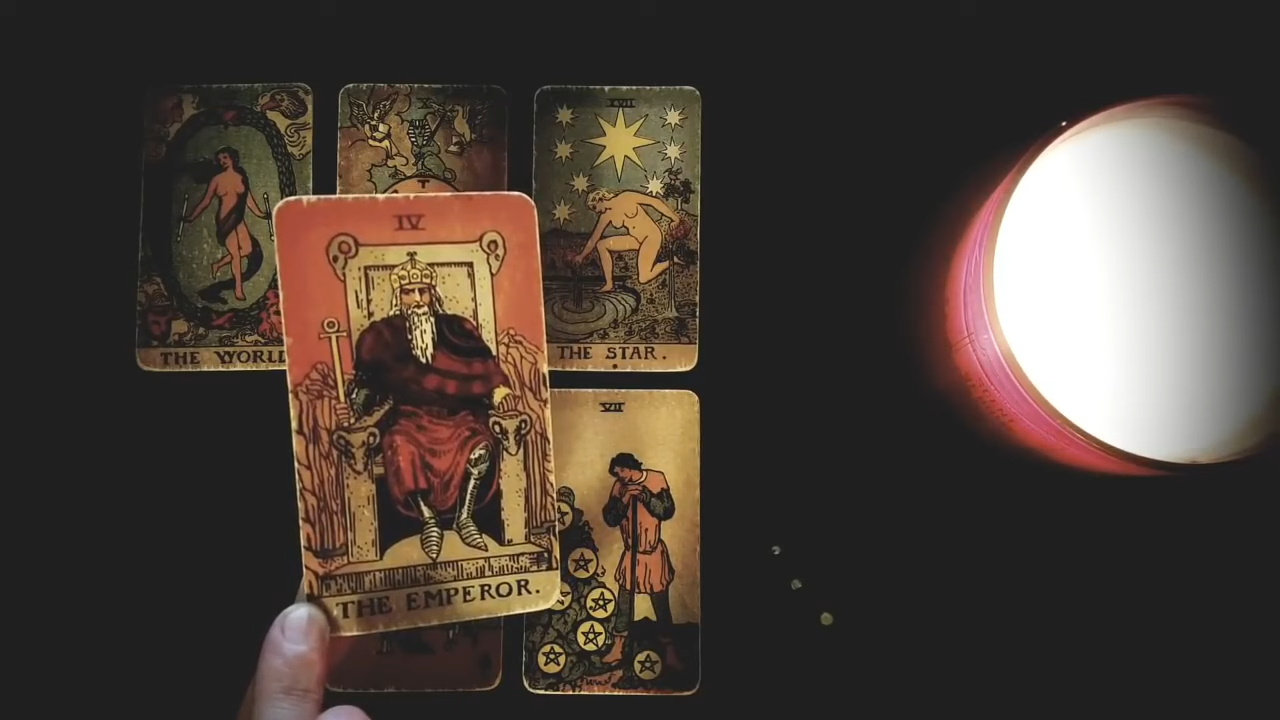 X
XVII
T
IV
THE WORLD
THE STAR.
VII
THE EMPEROR.